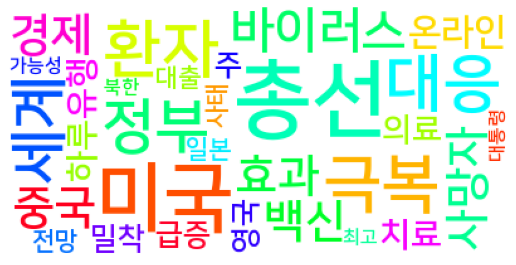 경제
환자
바이러스
온라인
가능성
유행
북한
대출
주
총선
대응
세계
하루
정부
사태
일본
의료
대통령
사망자
중국
미국
효과
극복
전망
밀착
급증
영국
백신
최고
치료